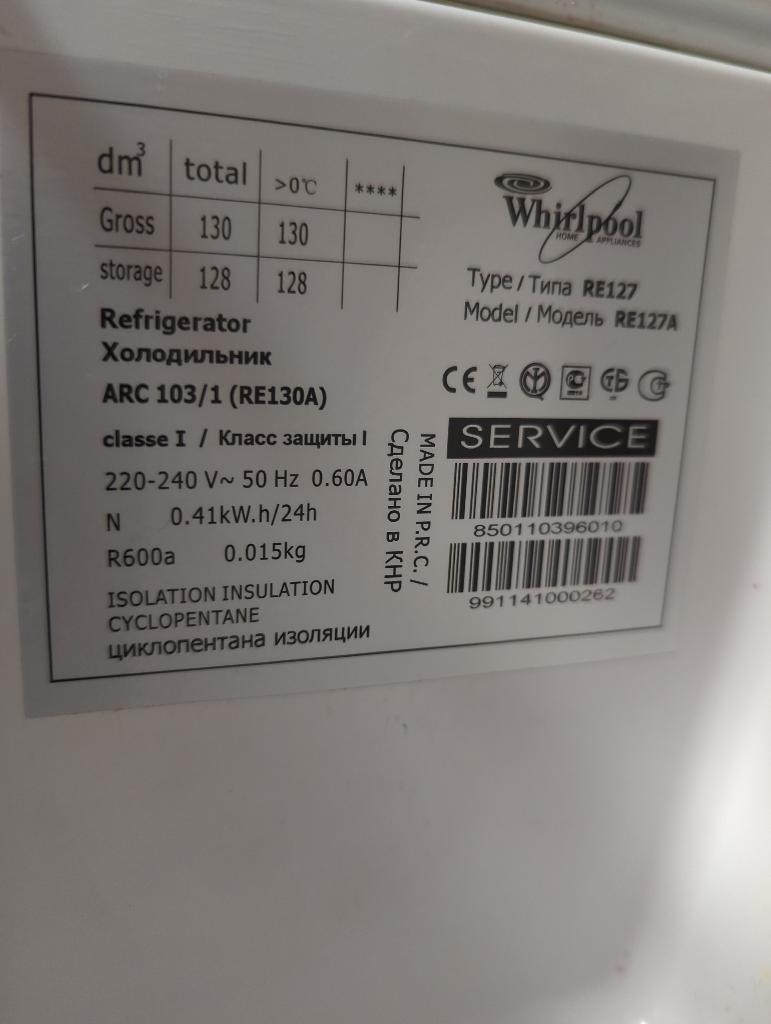 dm³ total >0℃ ****
Gross 130 130
storage 128 128
Refrigerator
Холодильник
ARC 103/1 (RE130A)
classe I / Класс защиты I
220-240 V~ 50 Hz 0.60A
N 0.41kW.h/24h
R600a 0.015kg
ISOLATION INSULATION
CYCLOPENTANE
циклопентана изоляции
MADE IN P.R.C. /
Сделано в КНР
Whirlpool
HOME APPLIANCES
Type / Типа RE127
Model / Модель RE127A
CE
SERVICE
850110396010
991141000262